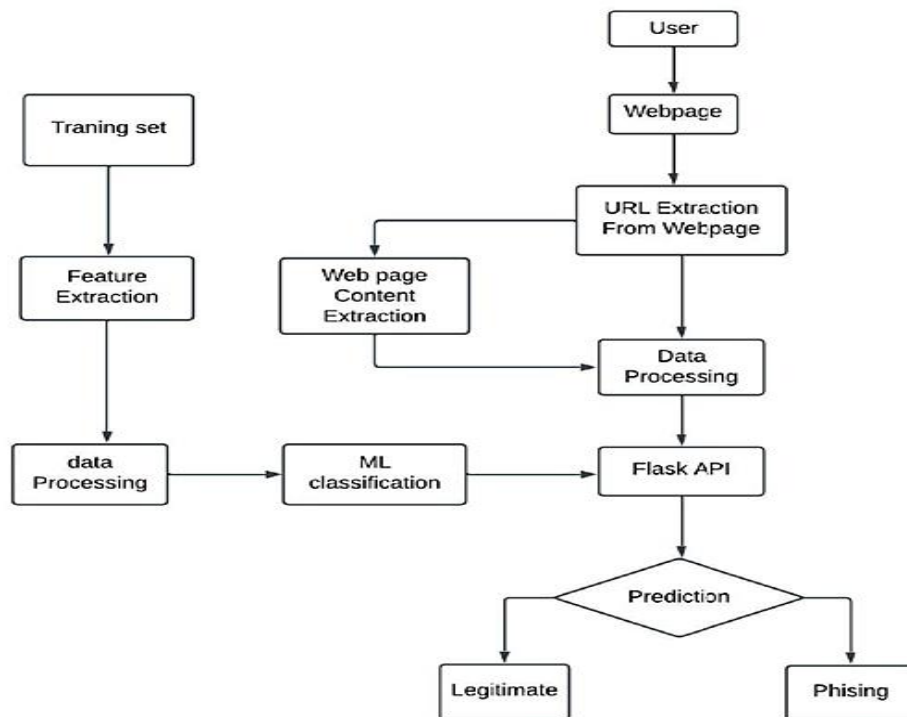 User
Webpage
Traning set
URL Extraction
From Webpage
Feature
Extraction
Web page
Content
Extraction
Data
Processing
data
Processing
ML
classification
Flask API
Prediction
Legitimate
Phising